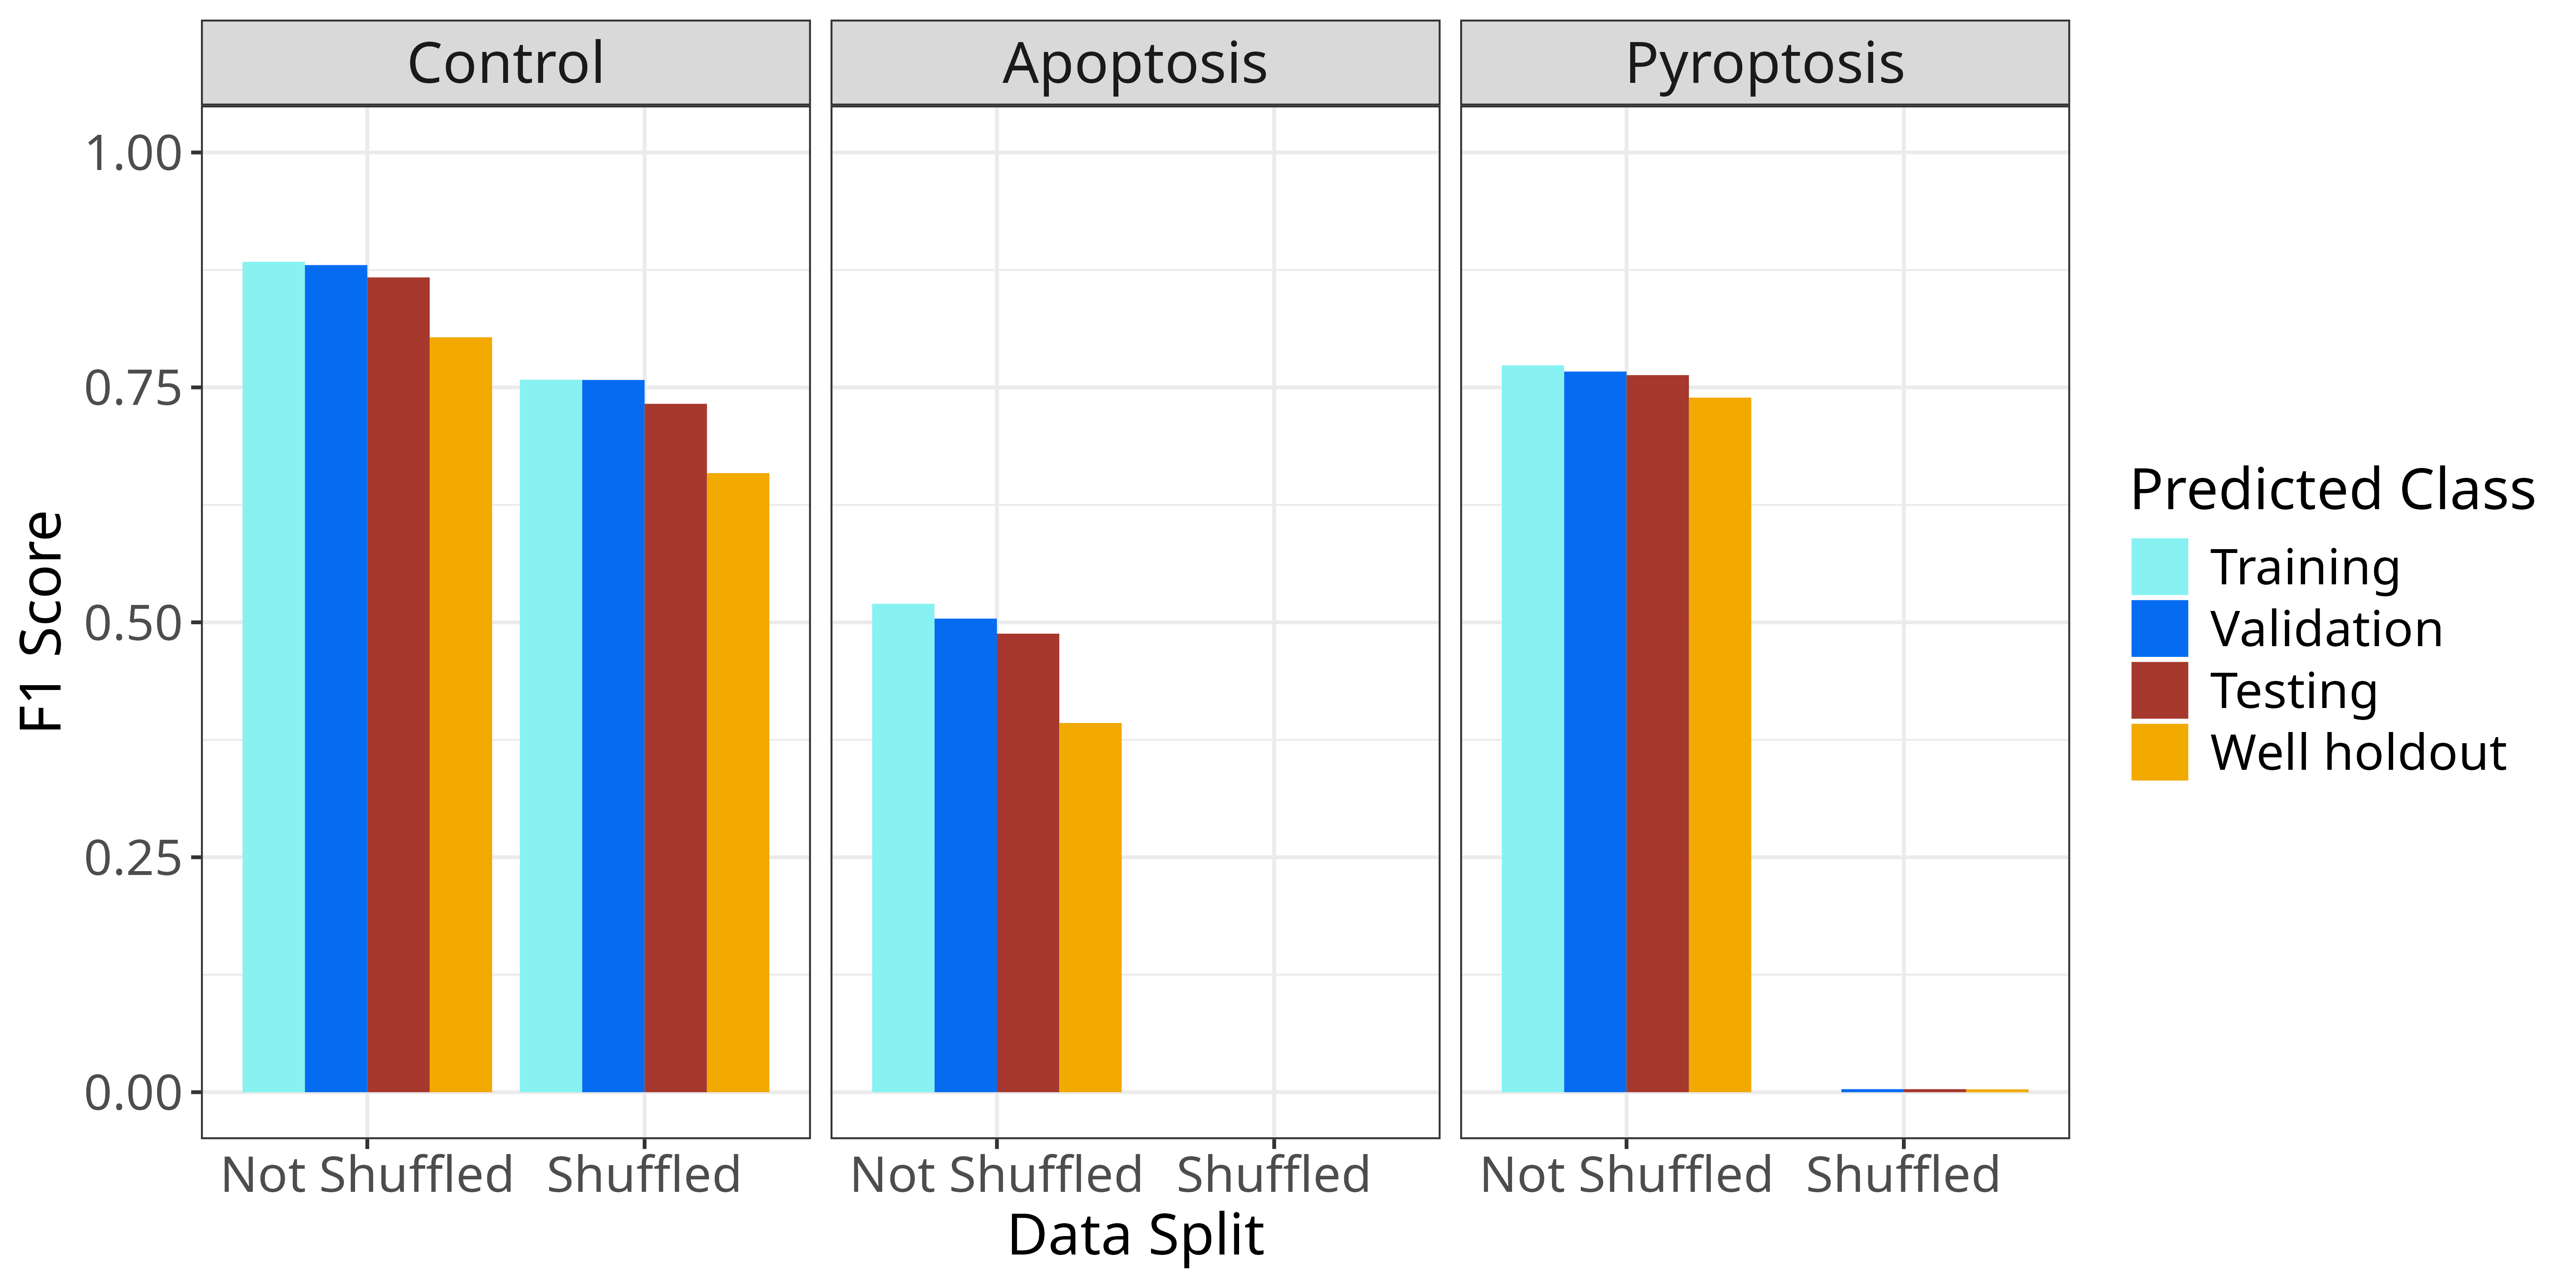 Control
Apoptosis
Pyroptosis
1.00
0.75
0.50
0.25
0.00
F1 Score
Not Shuffled
Shuffled
Not Shuffled
Shuffled
Not Shuffled
Shuffled
Data Split
Predicted Class
Training
Validation
Testing
Well holdout